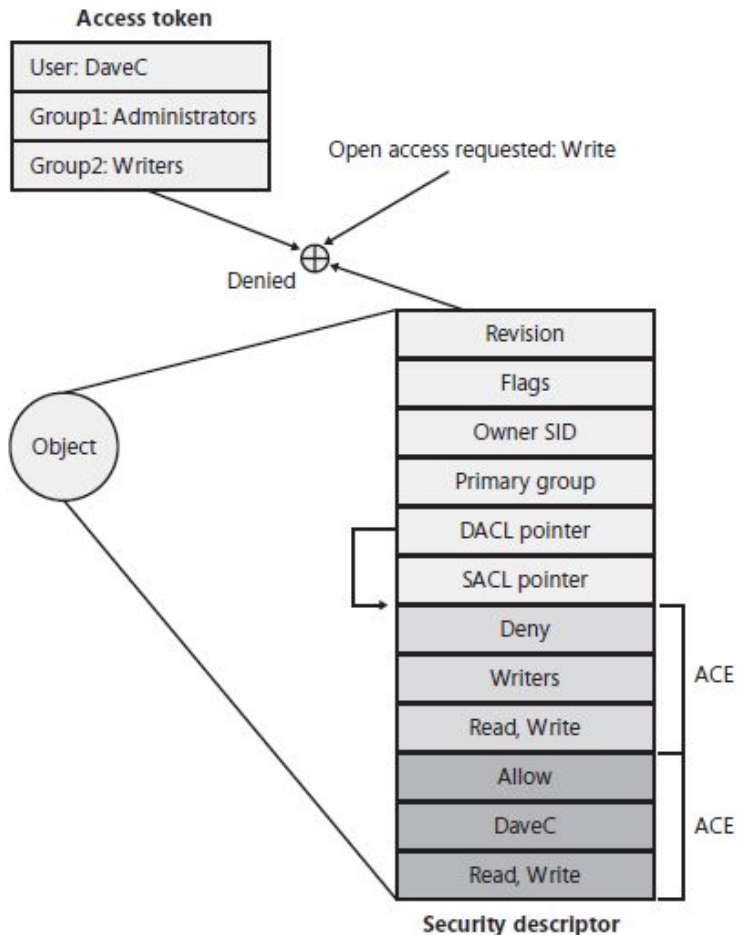 Access token
User: DaveC
Group1: Administrators
Group2: Writers
Open access requested: Write
Denied
Object
Revision
Flags
Owner SID
Primary group
DACL pointer
SACL pointer
Deny
Writers
Read, Write
ACE
Allow
DaveC
Read, Write
ACE
Security descriptor